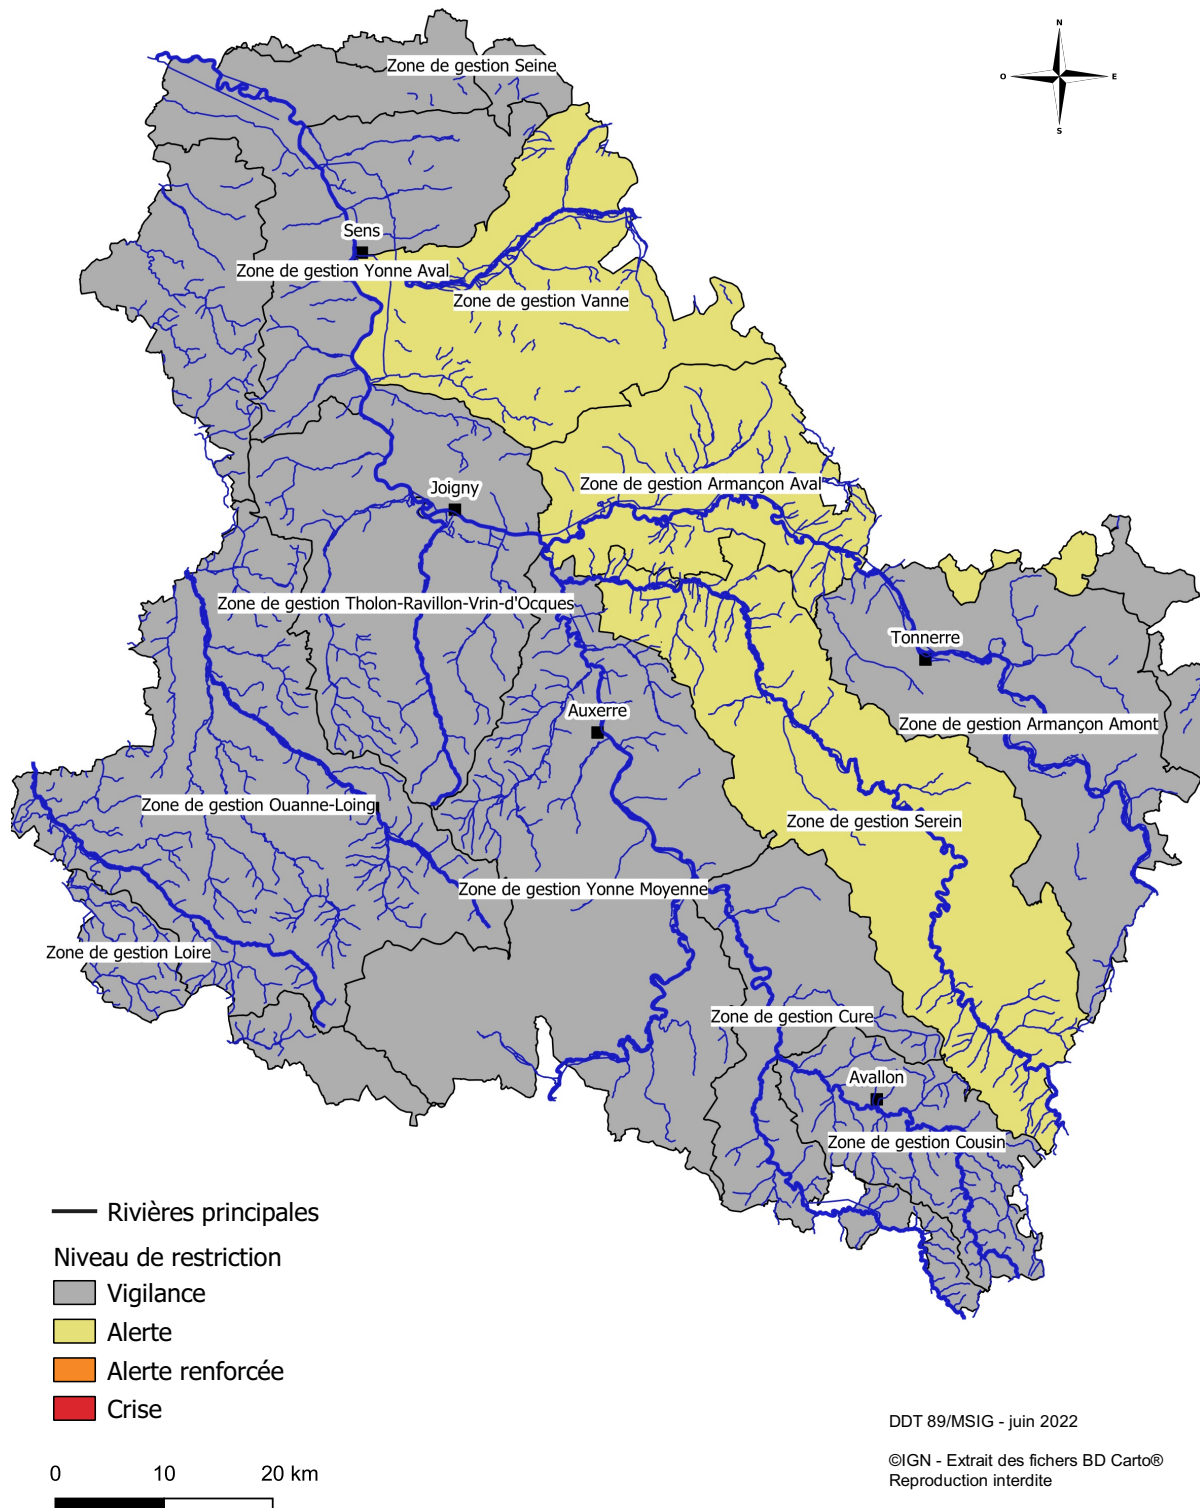 N
O
E
S
Zone de gestion Seine
Sens
Zone de gestion Yonne Aval
Zone de gestion Vanne
Zone de gestion Armançon Aval
Joigny
Zone de gestion Tholon-Ravillon-Vrin-d'Ocques
Tonnerre
Auxerre
Zone de gestion Armançon Amont
Zone de gestion Ouanne-Loing
Zone de gestion Serein
Zone de gestion Yonne Moyenne
Zone de gestion Loire
Zone de gestion Cure
Avallon
Zone de gestion Cousin
Rivières principales
Niveau de restriction
Vigilance
Alerte
Alerte renforcée
Crise
0 10 20 km
DDT 89/MSIG - juin 2022
©IGN - Extrait des fichiers BD Carto®
Reproduction interdite